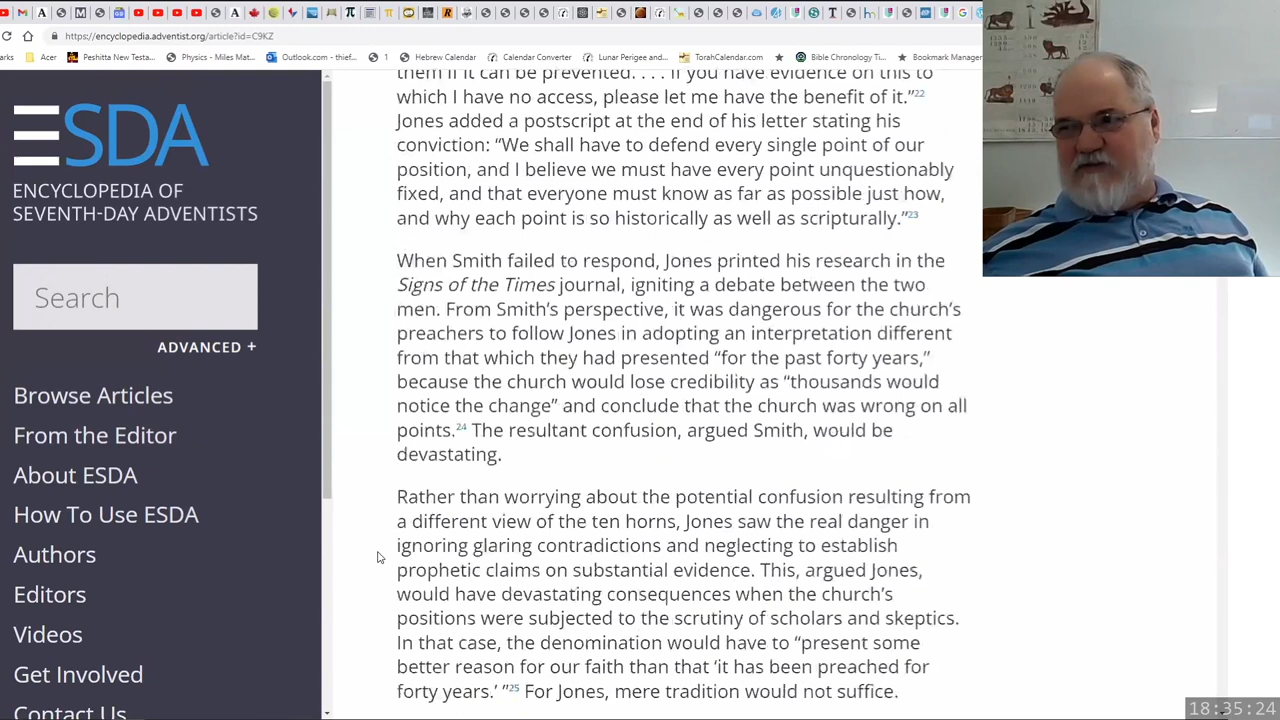 https://encyclopedia.adventist.org/article?id=C9KZ
Acer
Peshitta New Testa...
Physics - Miles Mat...
Outlook.com - thief...
1
Hebrew Calendar
Calendar Converter
Lunar Perigee and...
TorahCalendar.com
Bible Chronology Ti...
Bookmark Manager
ESDA
ENCYCLOPEDIA OF
SEVENTH-DAY ADVENTISTS
Search
ADVANCED +
Browse Articles
From the Editor
About ESDA
How To Use ESDA
Authors
Editors
Videos
Get Involved
Contact Us
them if it can be prevented. . . . If you have evidence on this to
which I have no access, please let me have the benefit of it.”22
Jones added a postscript at the end of his letter stating his
conviction: “We shall have to defend every single point of our
position, and I believe we must have every point unquestionably
fixed, and that everyone must know as far as possible just how,
and why each point is so historically as well as scripturally.”23
When Smith failed to respond, Jones printed his research in the
Signs of the Times journal, igniting a debate between the two
men. From Smith’s perspective, it was dangerous for the church’s
preachers to follow Jones in adopting an interpretation different
from that which they had presented “for the past forty years,”
because the church would lose credibility as “thousands would
notice the change” and conclude that the church was wrong on all
points.24 The resultant confusion, argued Smith, would be
devastating.
Rather than worrying about the potential confusion resulting from
a different view of the ten horns, Jones saw the real danger in
ignoring glaring contradictions and neglecting to establish
prophetic claims on substantial evidence. This, argued Jones,
would have devastating consequences when the church’s
positions were subjected to the scrutiny of scholars and skeptics.
In that case, the denomination would have to “present some
better reason for our faith than that ‘it has been preached for
forty years.’ ”25 For Jones, mere tradition would not suffice.
18:35:24